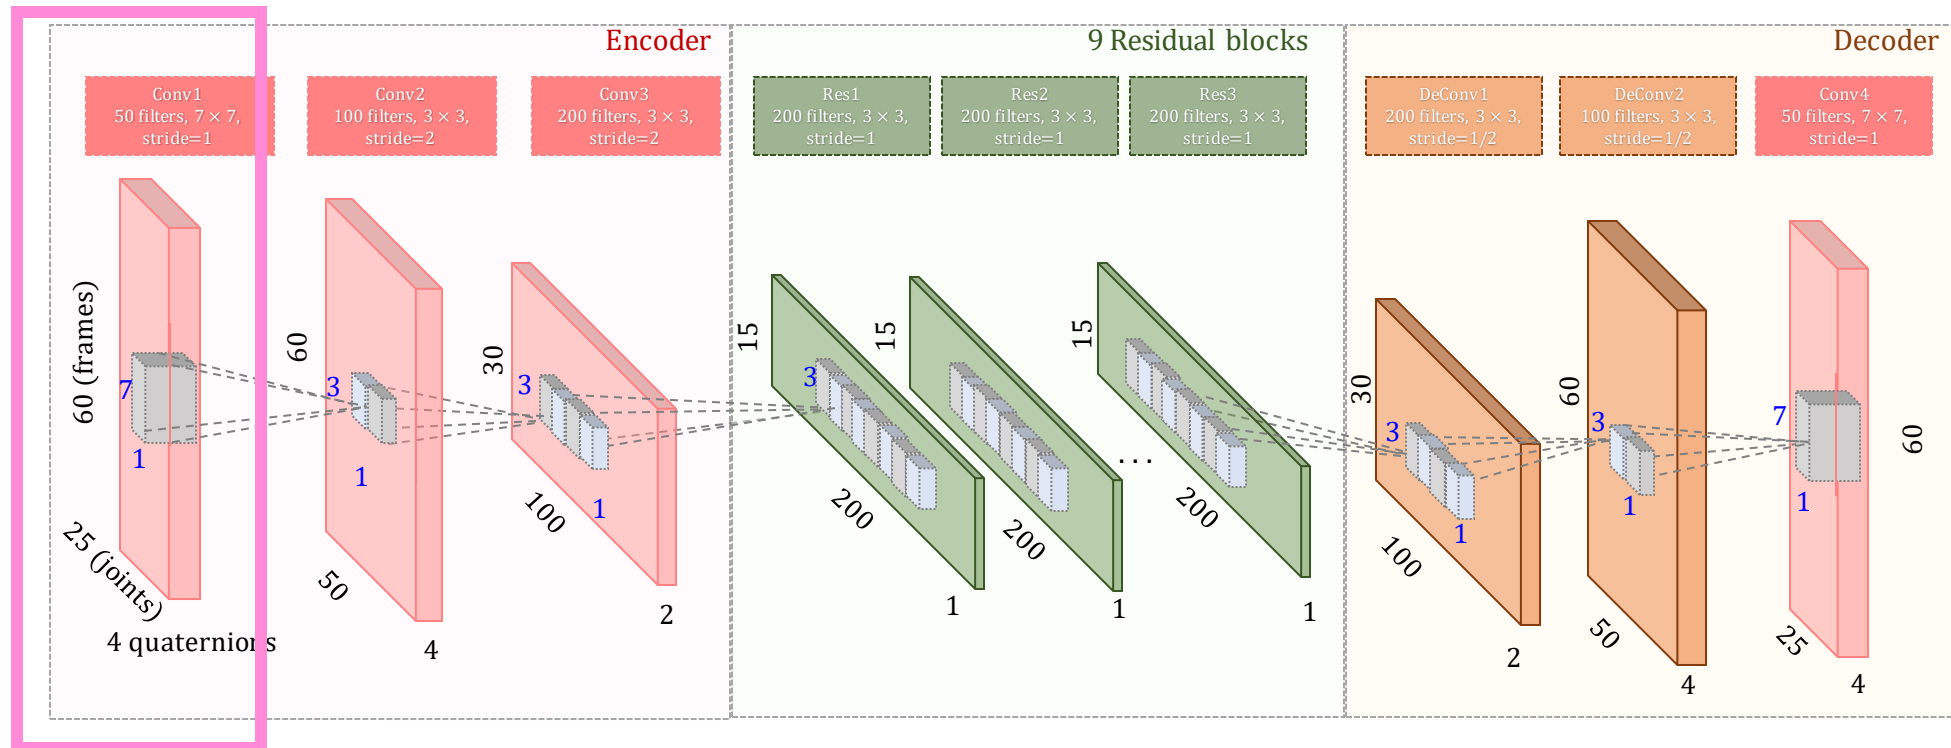 Encoder
9 Residual blocks
Decoder
Conv1
50 filters, 7 × 7,
stride=1
Conv2
100 filters, 3 × 3,
stride=2
Conv3
200 filters, 3 × 3,
stride=2
Res1
200 filters, 3 × 3,
stride=1
Res2
200 filters, 3 × 3,
stride=1
Res3
200 filters, 3 × 3,
stride=1
DeConv1
200 filters, 3 × 3,
stride=1/2
DeConv2
100 filters, 3 × 3,
stride=1/2
Conv4
50 filters, 7 × 7,
stride=1
60 (frames)
7
1
25 (joints)
4 quaternions
60
3
1
50
4
30
3
1
100
2
15
3
200
1
15
200
1
...
15
200
1
30
3
1
100
2
60
3
1
50
4
7
1
60
25
4